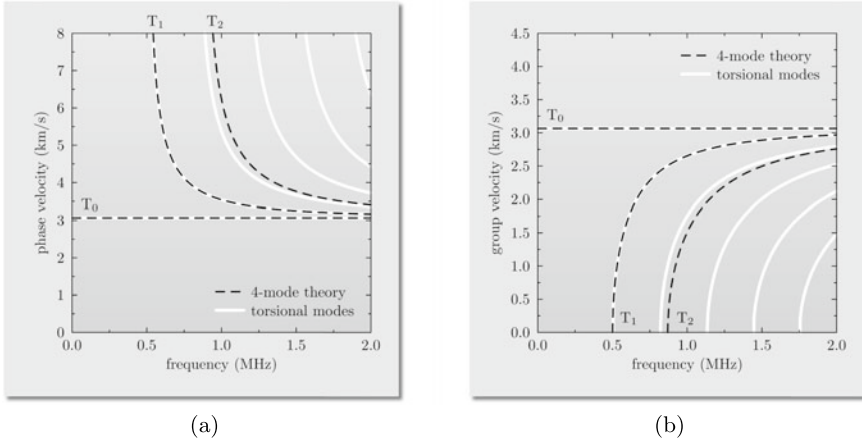 T1 T2
8
7
6
5
4
3
2
1
0
phase velocity (km/s)
T0
4-mode theory
torsional modes
0.0 0.5 1.0 1.5 2.0
frequency (MHz)
(a)
4.5
4.0
3.5
3.0
2.5
2.0
1.5
1.0
0.5
0.0
group velocity (km/s)
4-mode theory
torsional modes
T0
T1 T2
0.0 0.5 1.0 1.5 2.0
frequency (MHz)
(b)